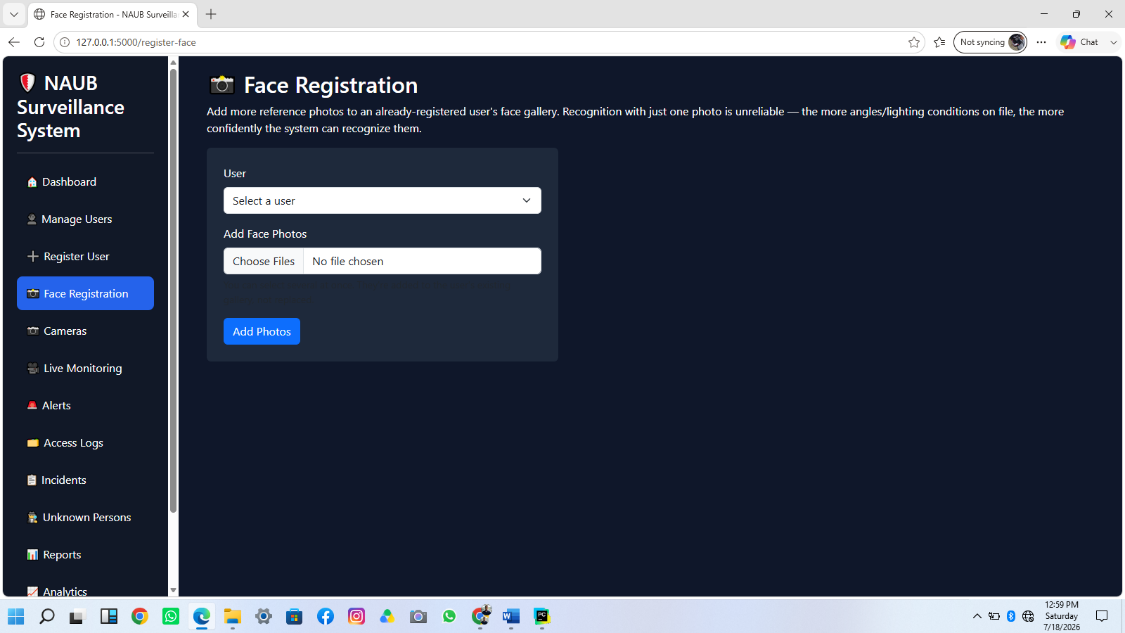 Face Registration - NAUB Surveilla
127.0.0.1:5000/register-face
Not syncing
Chat
NAUB
Surveillance
System
Dashboard
Manage Users
Register User
Face Registration
Cameras
Live Monitoring
Alerts
Access Logs
Incidents
Unknown Persons
Reports
Analytics
Face Registration
Add more reference photos to an already-registered user's face gallery. Recognition with just one photo is unreliable — the more angles/lighting conditions on file, the more
confidently the system can recognize them.
User
Select a user
Add Face Photos
Choose Files No file chosen
Add Photos
12:59 PM
Saturday
7/18/2026